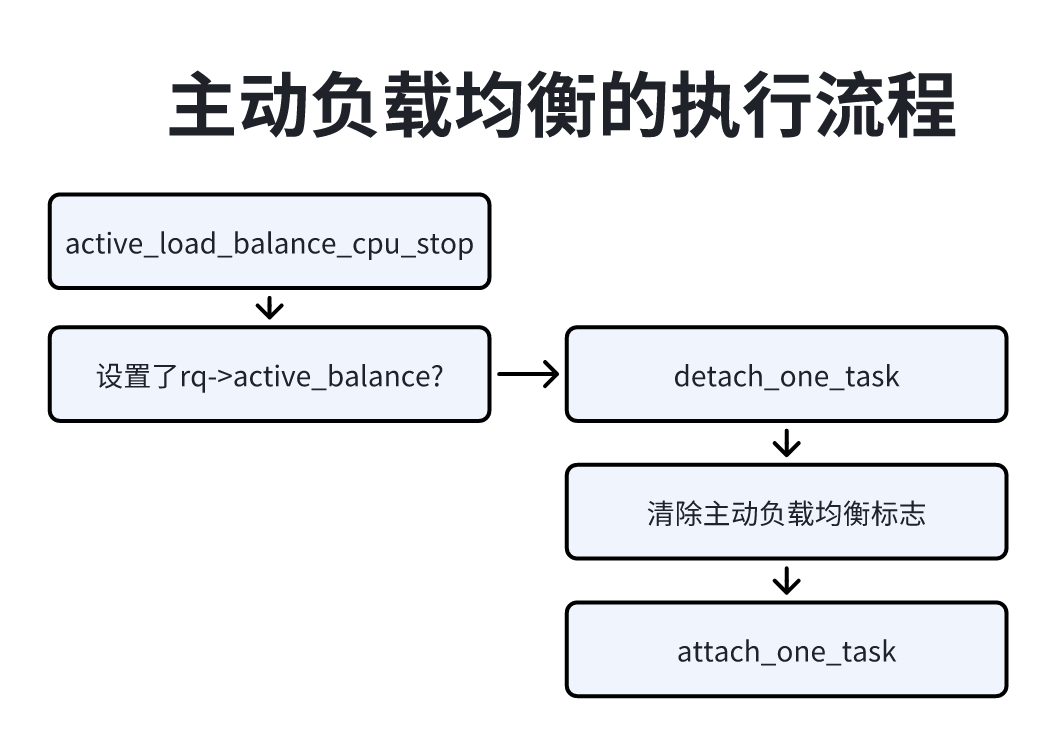 主动负载均衡的执行流程
active_load_balance_cpu_stop
设置了rq->active_balance?
detach_one_task
清除主动负载均衡标志
attach_one_task